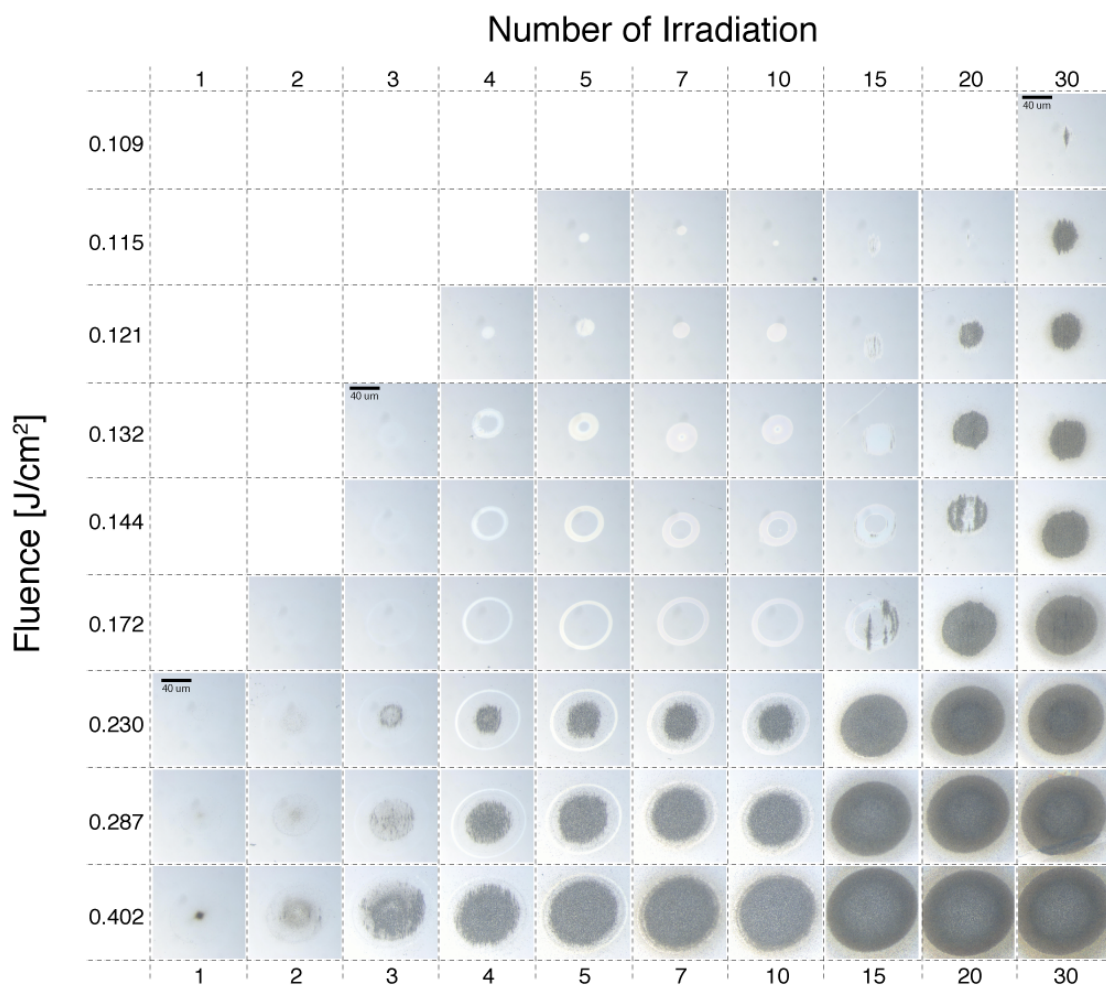 Number of Irradiation
1 2 3 4 5 7 10 15 20 30
0.109 40 um
0.115
0.121
0.132 40 um
0.144
0.172
0.230 40 um
0.287
0.402
1 2 3 4 5 7 10 15 20 30
Fluence [J/cm²]